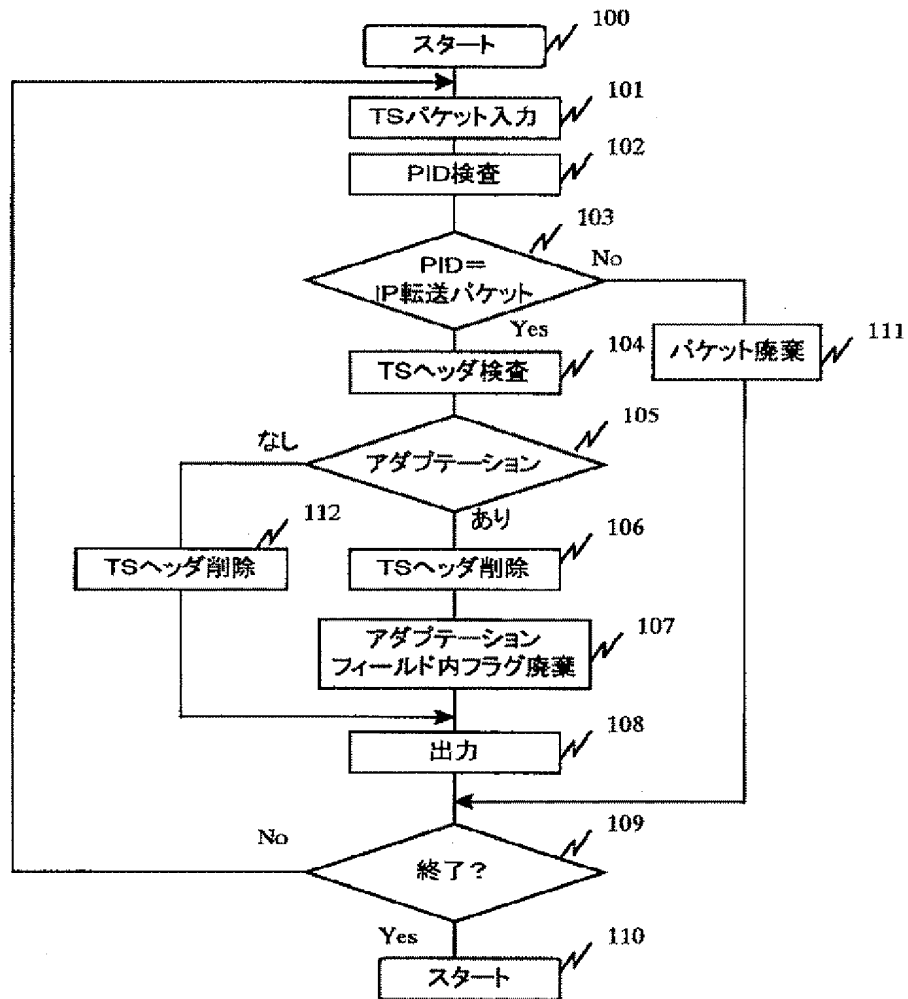 スタート
100
TSパケット入力
101
PID検査
102
PID=
IP転送パケット
103
No
Yes
パケット廃棄
111
TSヘッダ検査
104
アダプテーション
105
なし
あり
TSヘッダ削除
112
TSヘッダ削除
106
アダプテーション
フィールド内フラグ廃棄
107
出力
108
終了?
109
No
Yes
スタート
110